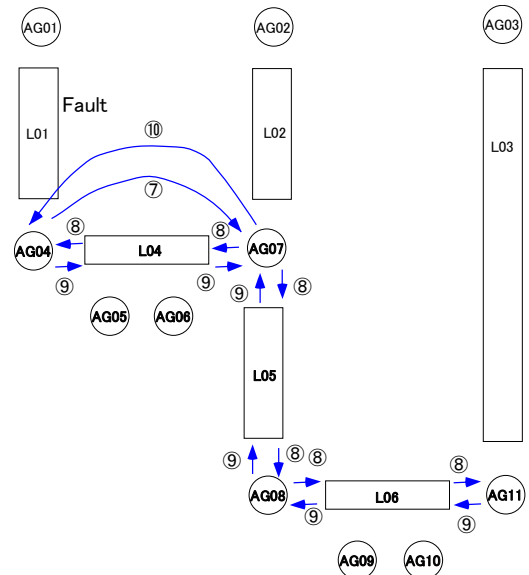 AG01
AG02
AG03
Fault
L01
L02
L03
⑩
⑦
⑧
⑧
AG04
L04
AG07
⑨
⑨
⑨
⑧
AG05
AG06
L05
⑨
⑧
⑧
⑧
AG08
L06
AG11
⑨
⑨
AG09
AG10